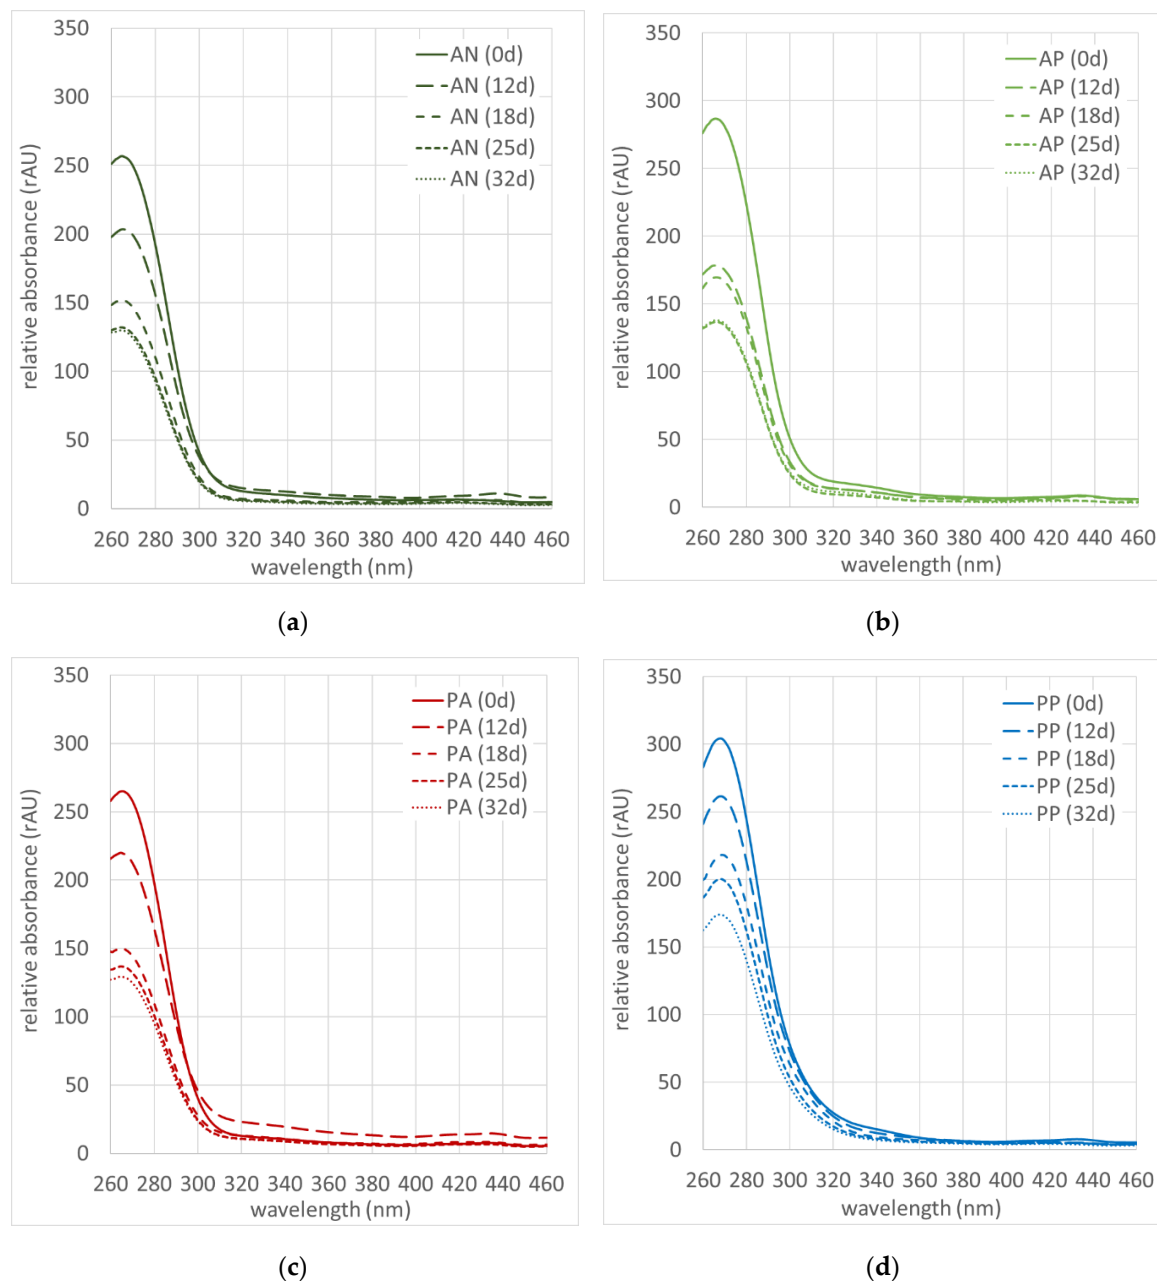 350
300
250
200
150
100
50
0
relative absorbance (rAU)
AN (0d)
AN (12d)
AN (18d)
AN (25d)
AN (32d)
260 280 300 320 340 360 380 400 420 440 460
wavelength (nm)
(a)
350
300
250
200
150
100
50
0
relative absorbance (rAU)
AP (0d)
AP (12d)
AP (18d)
AP (25d)
AP (32d)
260 280 300 320 340 360 380 400 420 440 460
wavelength (nm)
(b)
350
300
250
200
150
100
50
0
relative absorbance (rAU)
PA (0d)
PA (12d)
PA (18d)
PA (25d)
PA (32d)
260 280 300 320 340 360 380 400 420 440 460
wavelength (nm)
(c)
350
300
250
200
150
100
50
0
relative absorbance (rAU)
PP (0d)
PP (12d)
PP (18d)
PP (25d)
PP (32d)
260 280 300 320 340 360 380 400 420 440 460
wavelength (nm)
(d)